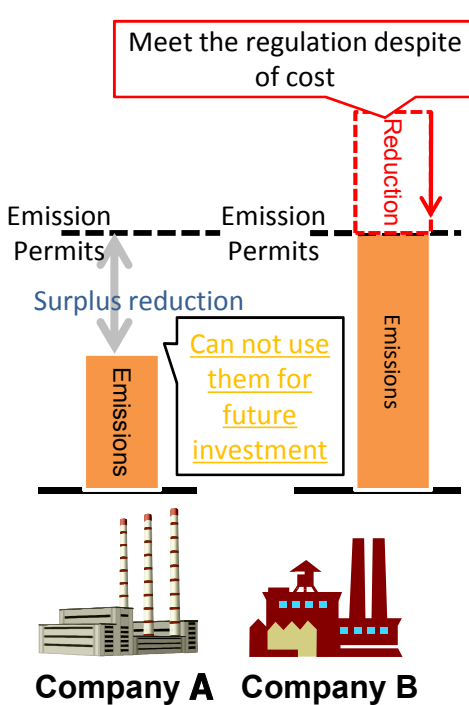 Meet the regulation despite
of cost
Reduction
Emission
Permits
Emission
Permits
Surplus reduction
Can not use
them for
future
investment
Emissions
Emissions
Company A
Company B